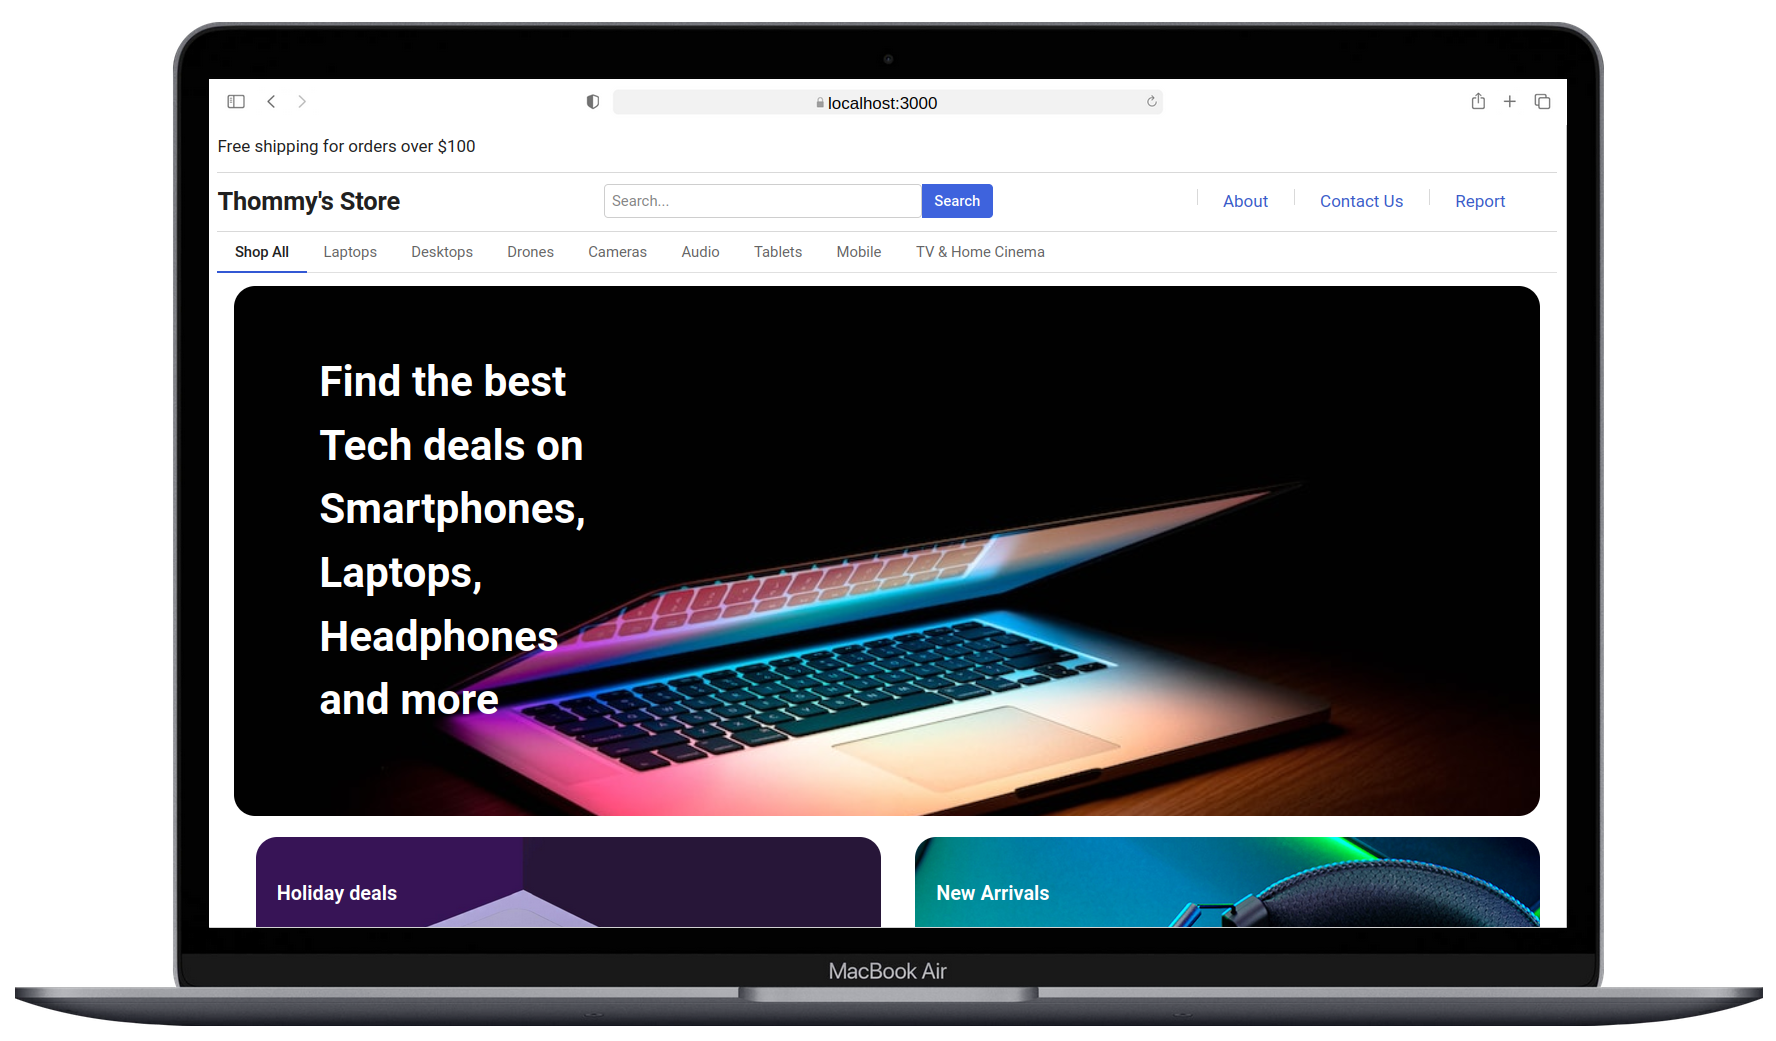 localhost:3000
Free shipping for orders over $100
Thommy's Store
Search...
Search
About
Contact Us
Report
Shop All
Laptops
Desktops
Drones
Cameras
Audio
Tablets
Mobile
TV & Home Cinema
Find the best
Tech deals on
Smartphones,
Laptops,
Headphones
and more
Holiday deals
New Arrivals
MacBook Air